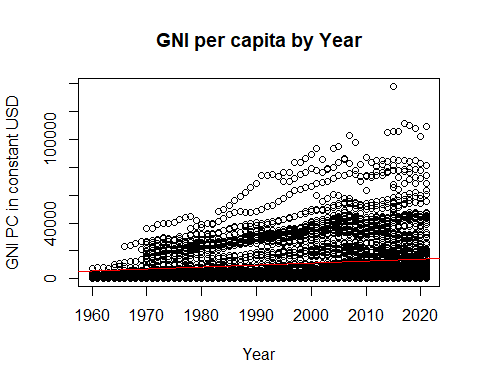 GNI per capita by Year
GNI PC in constant USD
0
40000
100000
1960 1970 1980 1990 2000 2010 2020
Year